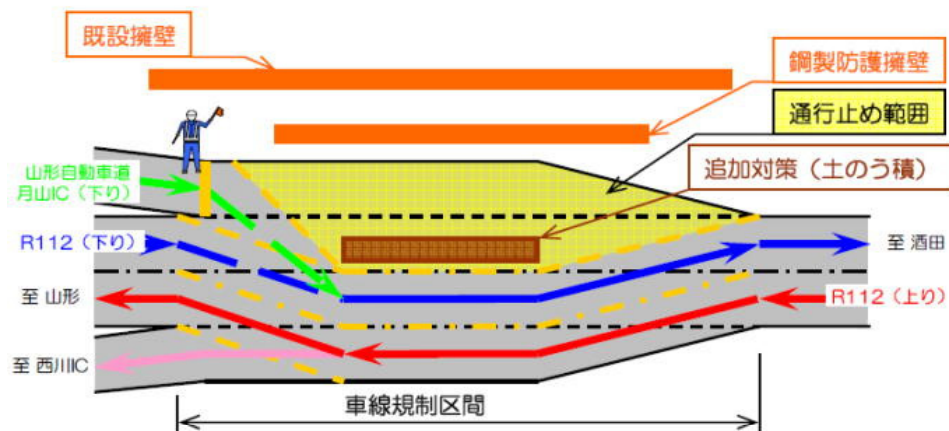 既設擁壁
鋼製防護擁壁
通行止め範囲
追加対策（土のう積）
山形自動車道
月山IC（下り）
R112（下り）
至 酒田
至 山形
R112（上り）
至 西川IC
車線規制区間